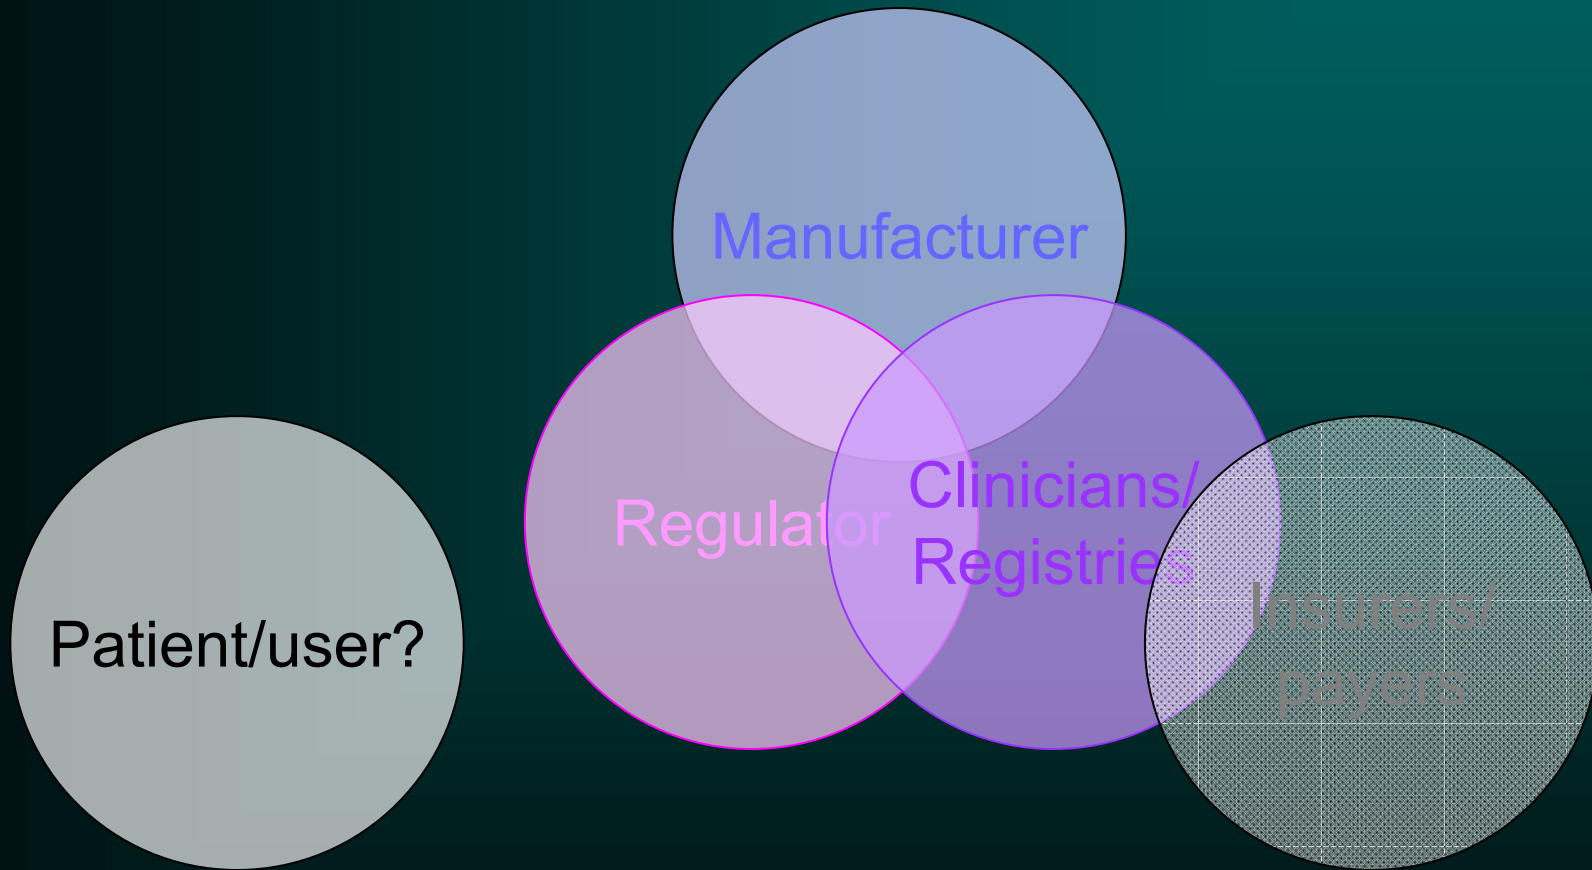 Manufacturer
Regulator
Clinicians/
Registries
Insurers/
payers
Patient/user?